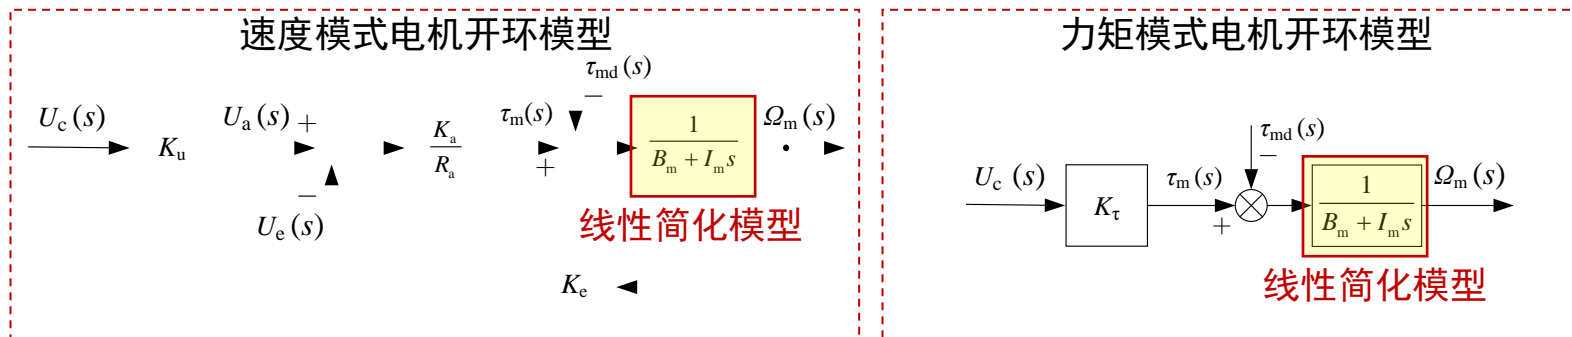 速度模式电机开环模型
τmd(s)
−
Uc(s)
Ku
Ua(s)
+
−
Ue(s)
Ka
Ra
τm(s)
+
1
Bm + Ims
Ωm(s)
线性简化模型
Ke
力矩模式电机开环模型
τmd(s)
−
Uc (s)
Kτ
τm(s)
+
1
Bm + Ims
Ωm(s)
线性简化模型